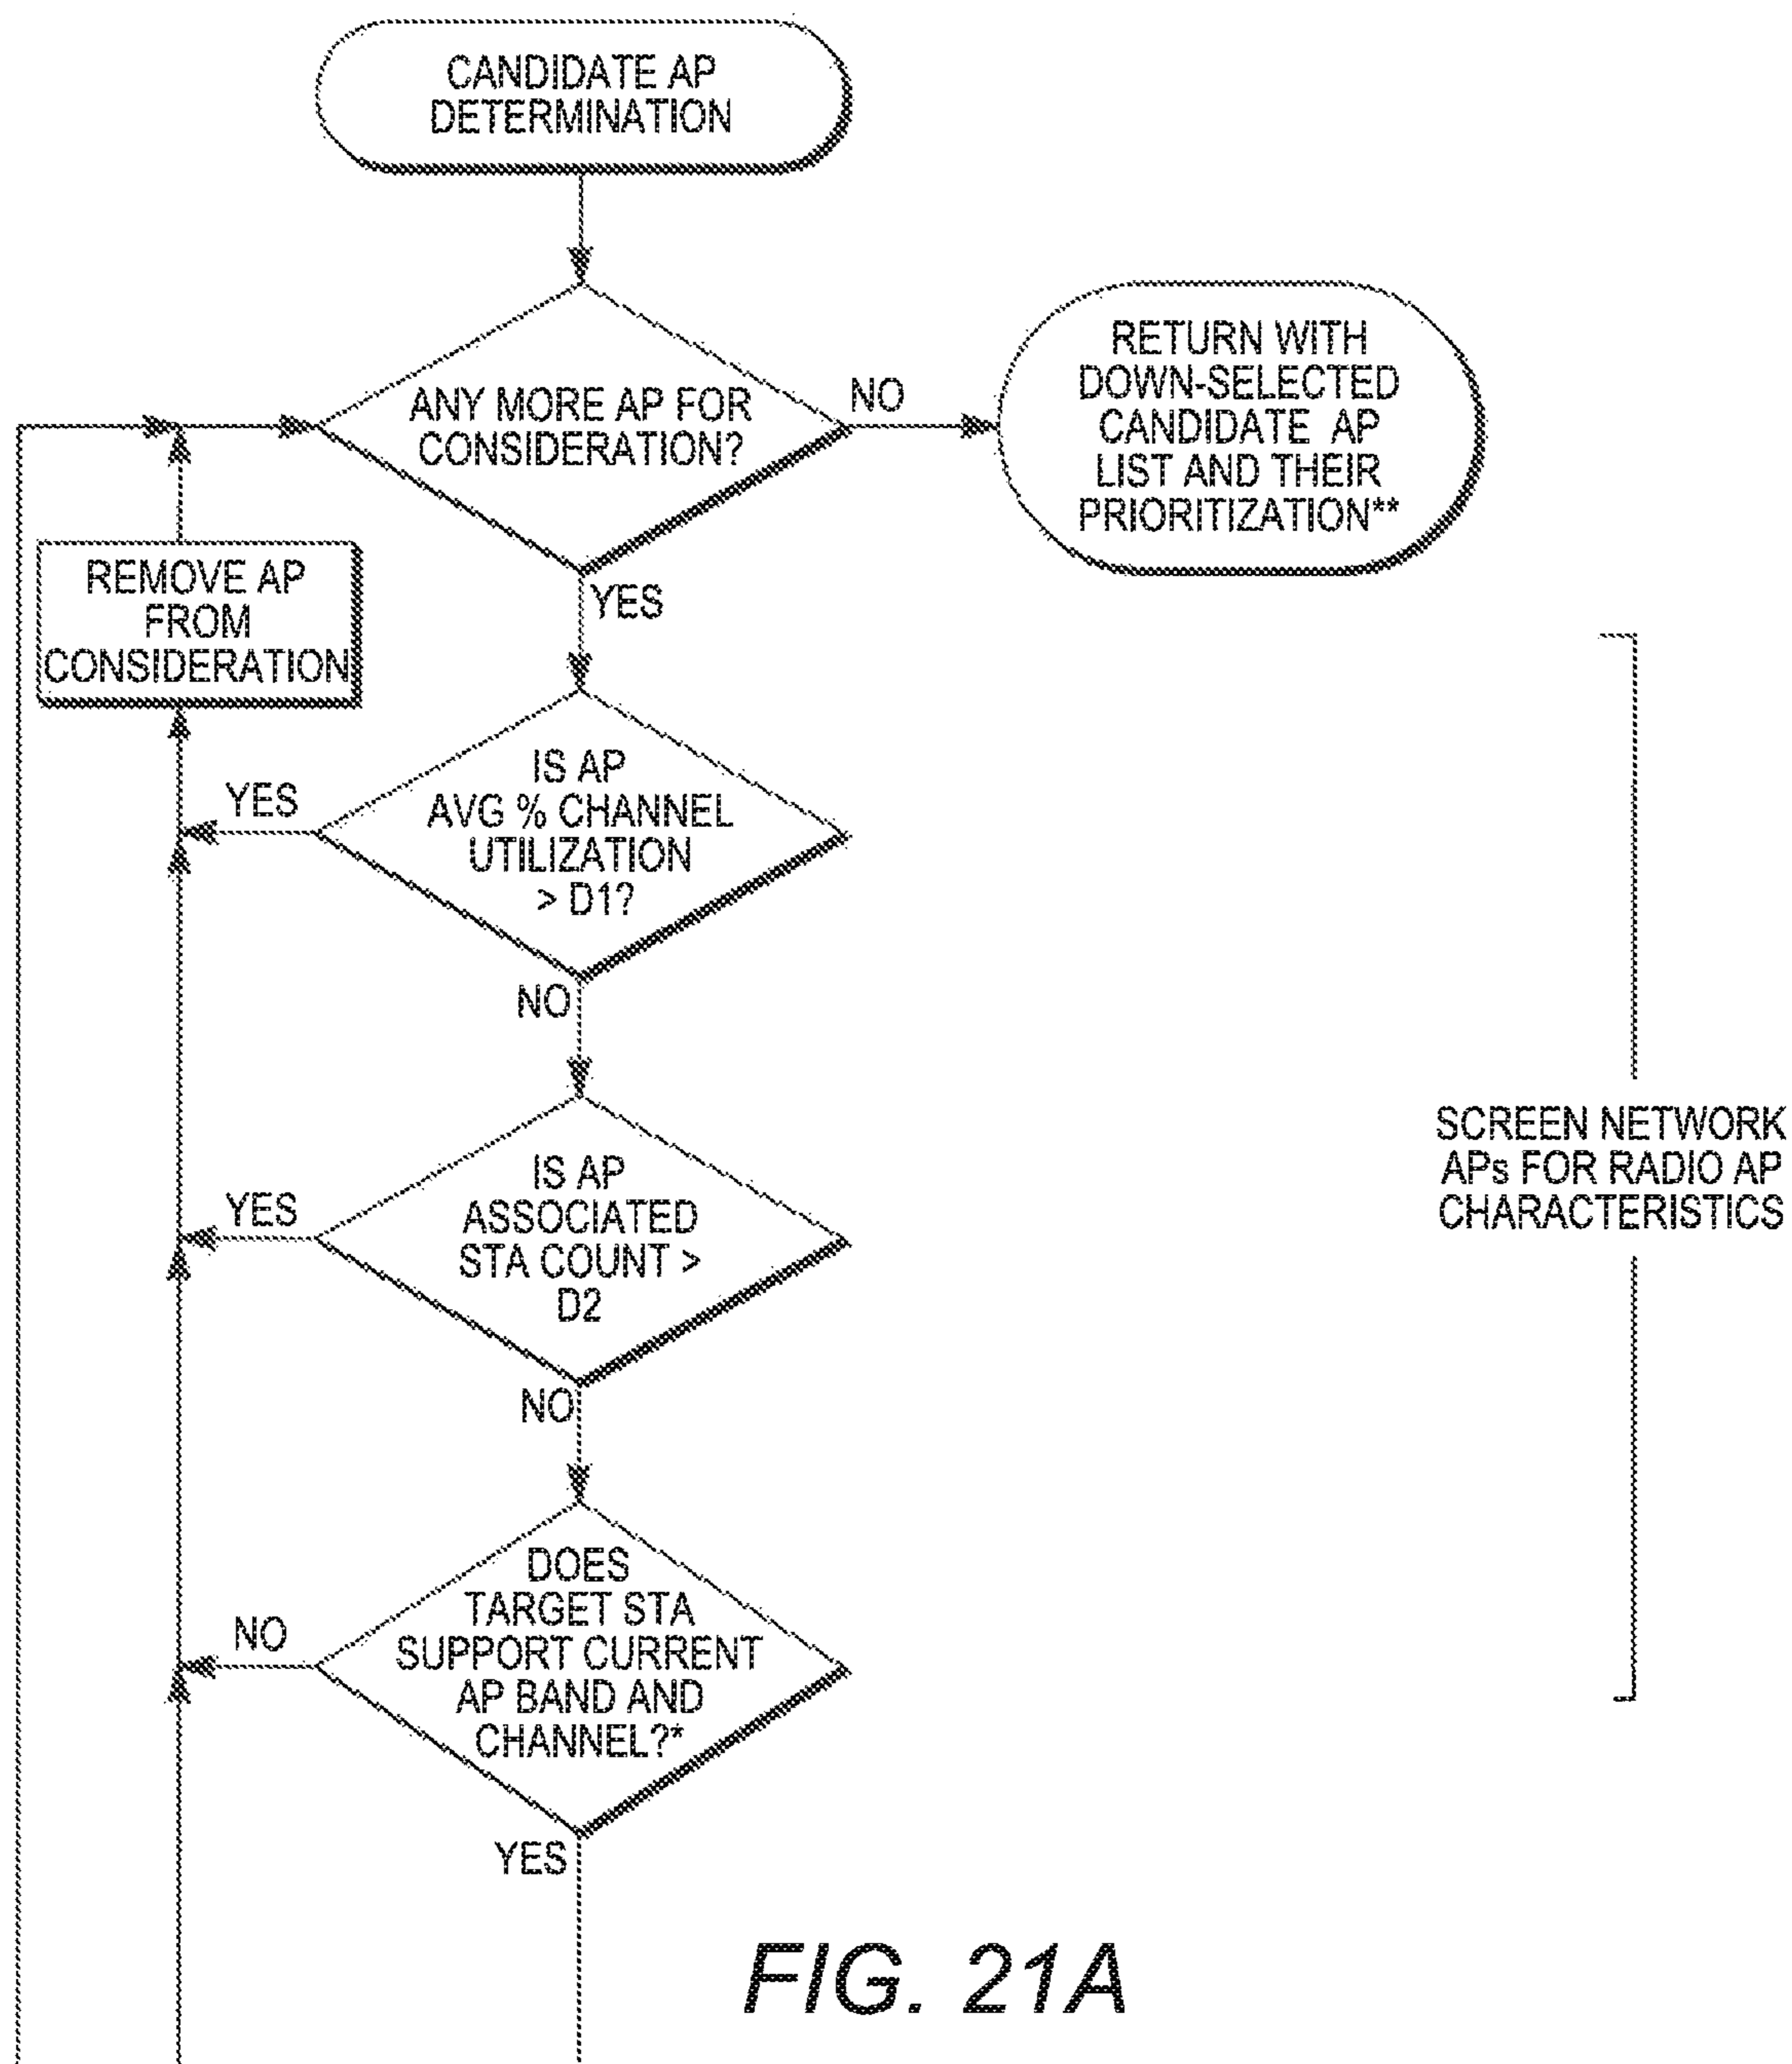 CANDIDATE AP
DETERMINATION
ANY MORE AP FOR
CONSIDERATION?
NO
RETURN WITH
DOWN-SELECTED
CANDIDATE AP
LIST AND THEIR
PRIORITIZATION**
REMOVE AP
FROM
CONSIDERATION
YES
IS AP
AVG % CHANNEL
UTILIZATION
> D1?
YES
NO
SCREEN NETWORK
APs FOR RADIO AP
CHARACTERISTICS
IS AP
ASSOCIATED
STA COUNT >
D2
YES
NO
DOES
TARGET STA
SUPPORT CURRENT
AP BAND AND
CHANNEL?*
NO
YES
FIG. 21A